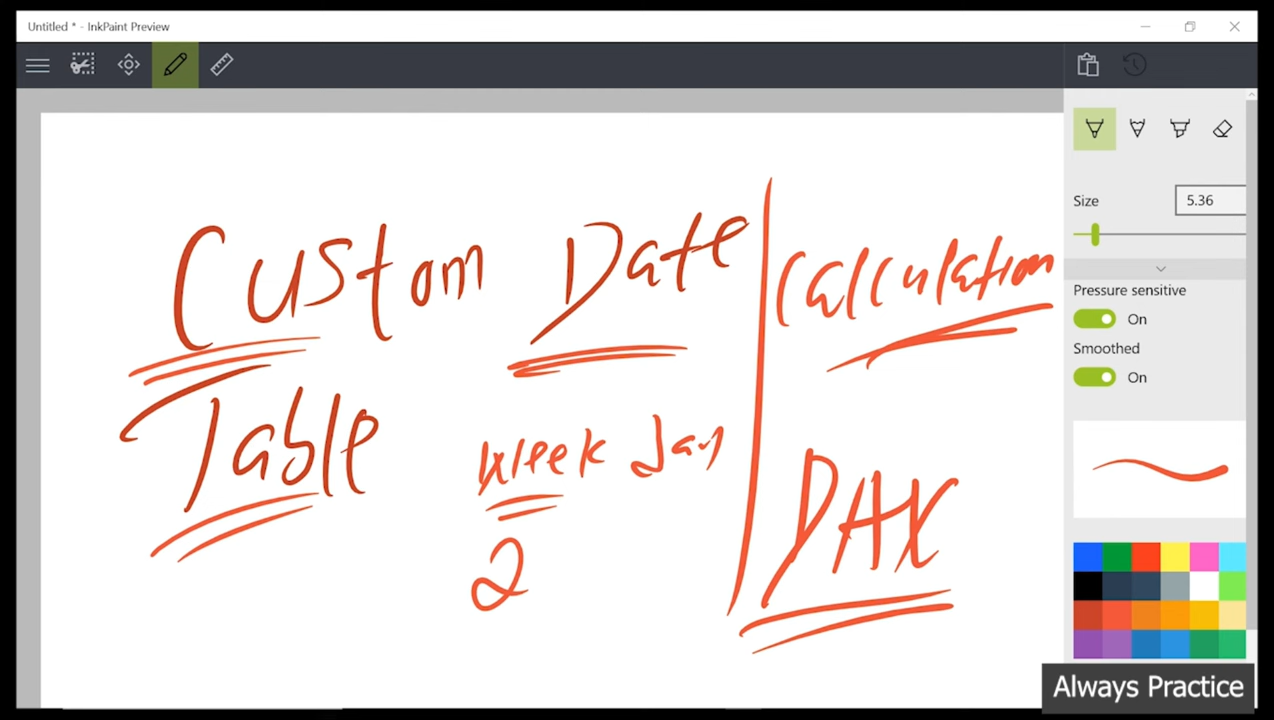 Untitled * - InkPaint Preview
Size
5.36
Pressure sensitive
On
Smoothed
On
Custom Date
Table
Week Jan
2
Calculation
DAX
Always Practice